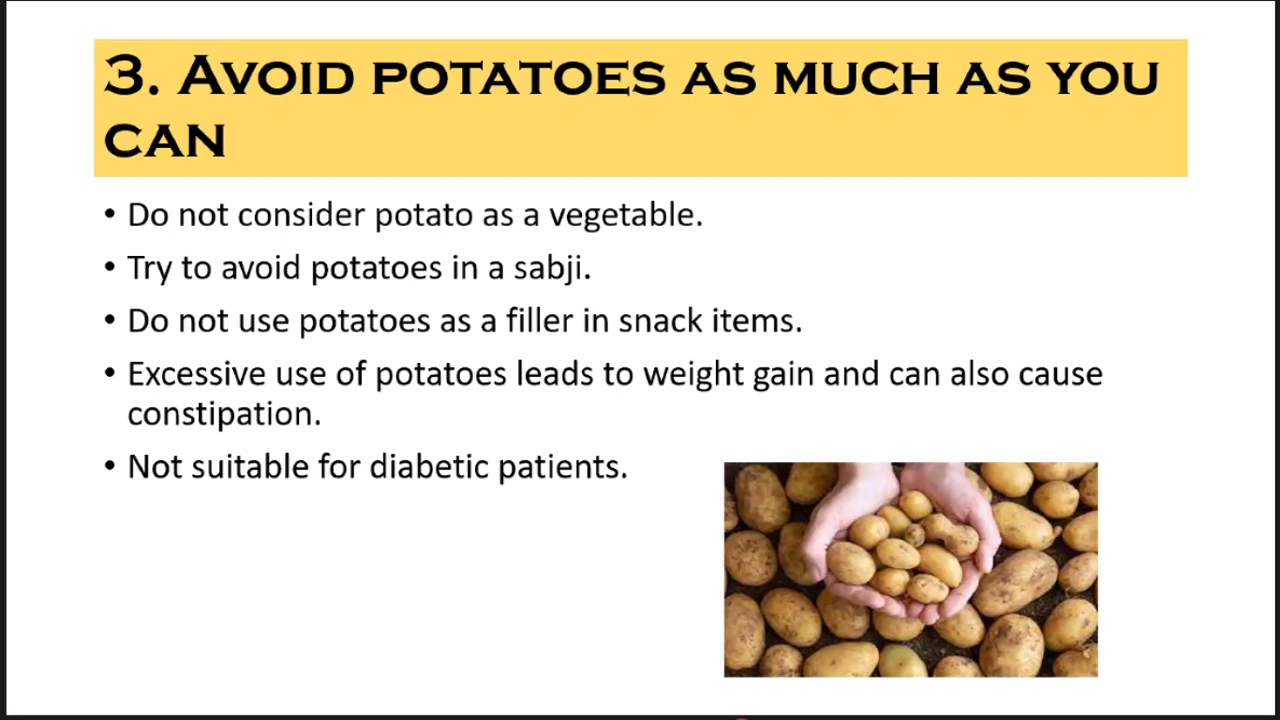 3. AVOID POTATOES AS MUCH AS YOU
CAN
• Do not consider potato as a vegetable.
• Try to avoid potatoes in a sabji.
• Do not use potatoes as a filler in snack items.
• Excessive use of potatoes leads to weight gain and can also cause
constipation.
• Not suitable for diabetic patients.